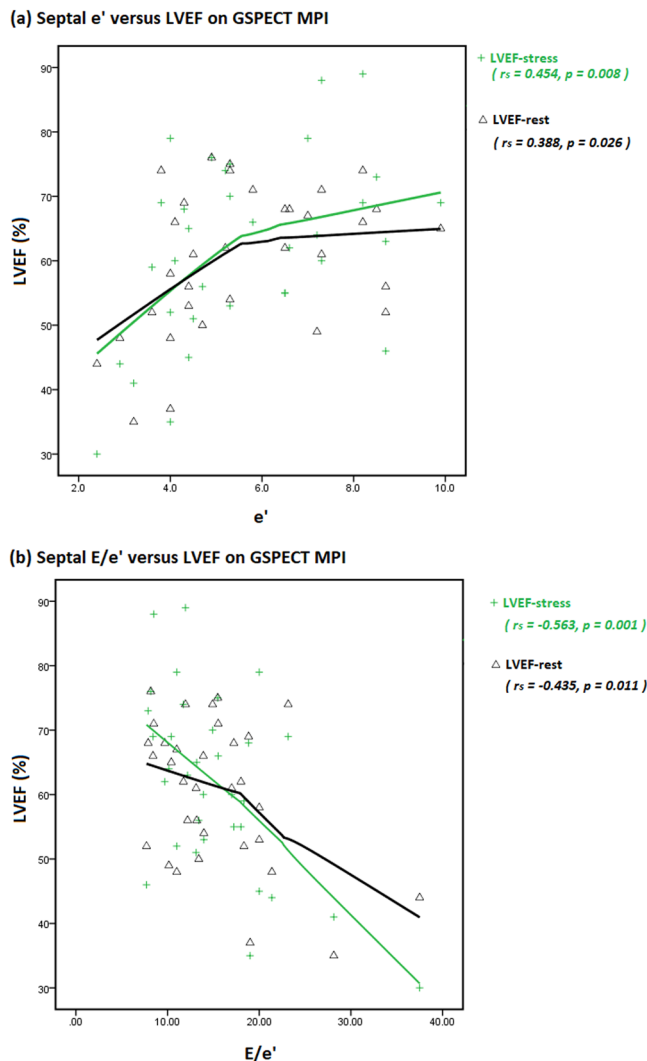 (a) Septal e' versus LVEF on GSPECT MPI
+ LVEF-stress
( rs = 0.454, p = 0.008 )
△ LVEF-rest
( rs = 0.388, p = 0.026 )
LVEF (%)
90
80
70
60
50
40
30
2.0 4.0 6.0 8.0 10.0
e'
(b) Septal E/e' versus LVEF on GSPECT MPI
+ LVEF-stress
( rs = -0.563, p = 0.001 )
△ LVEF-rest
( rs = -0.435, p = 0.011 )
LVEF (%)
90
80
70
60
50
40
30
.00 10.00 20.00 30.00 40.00
E/e'